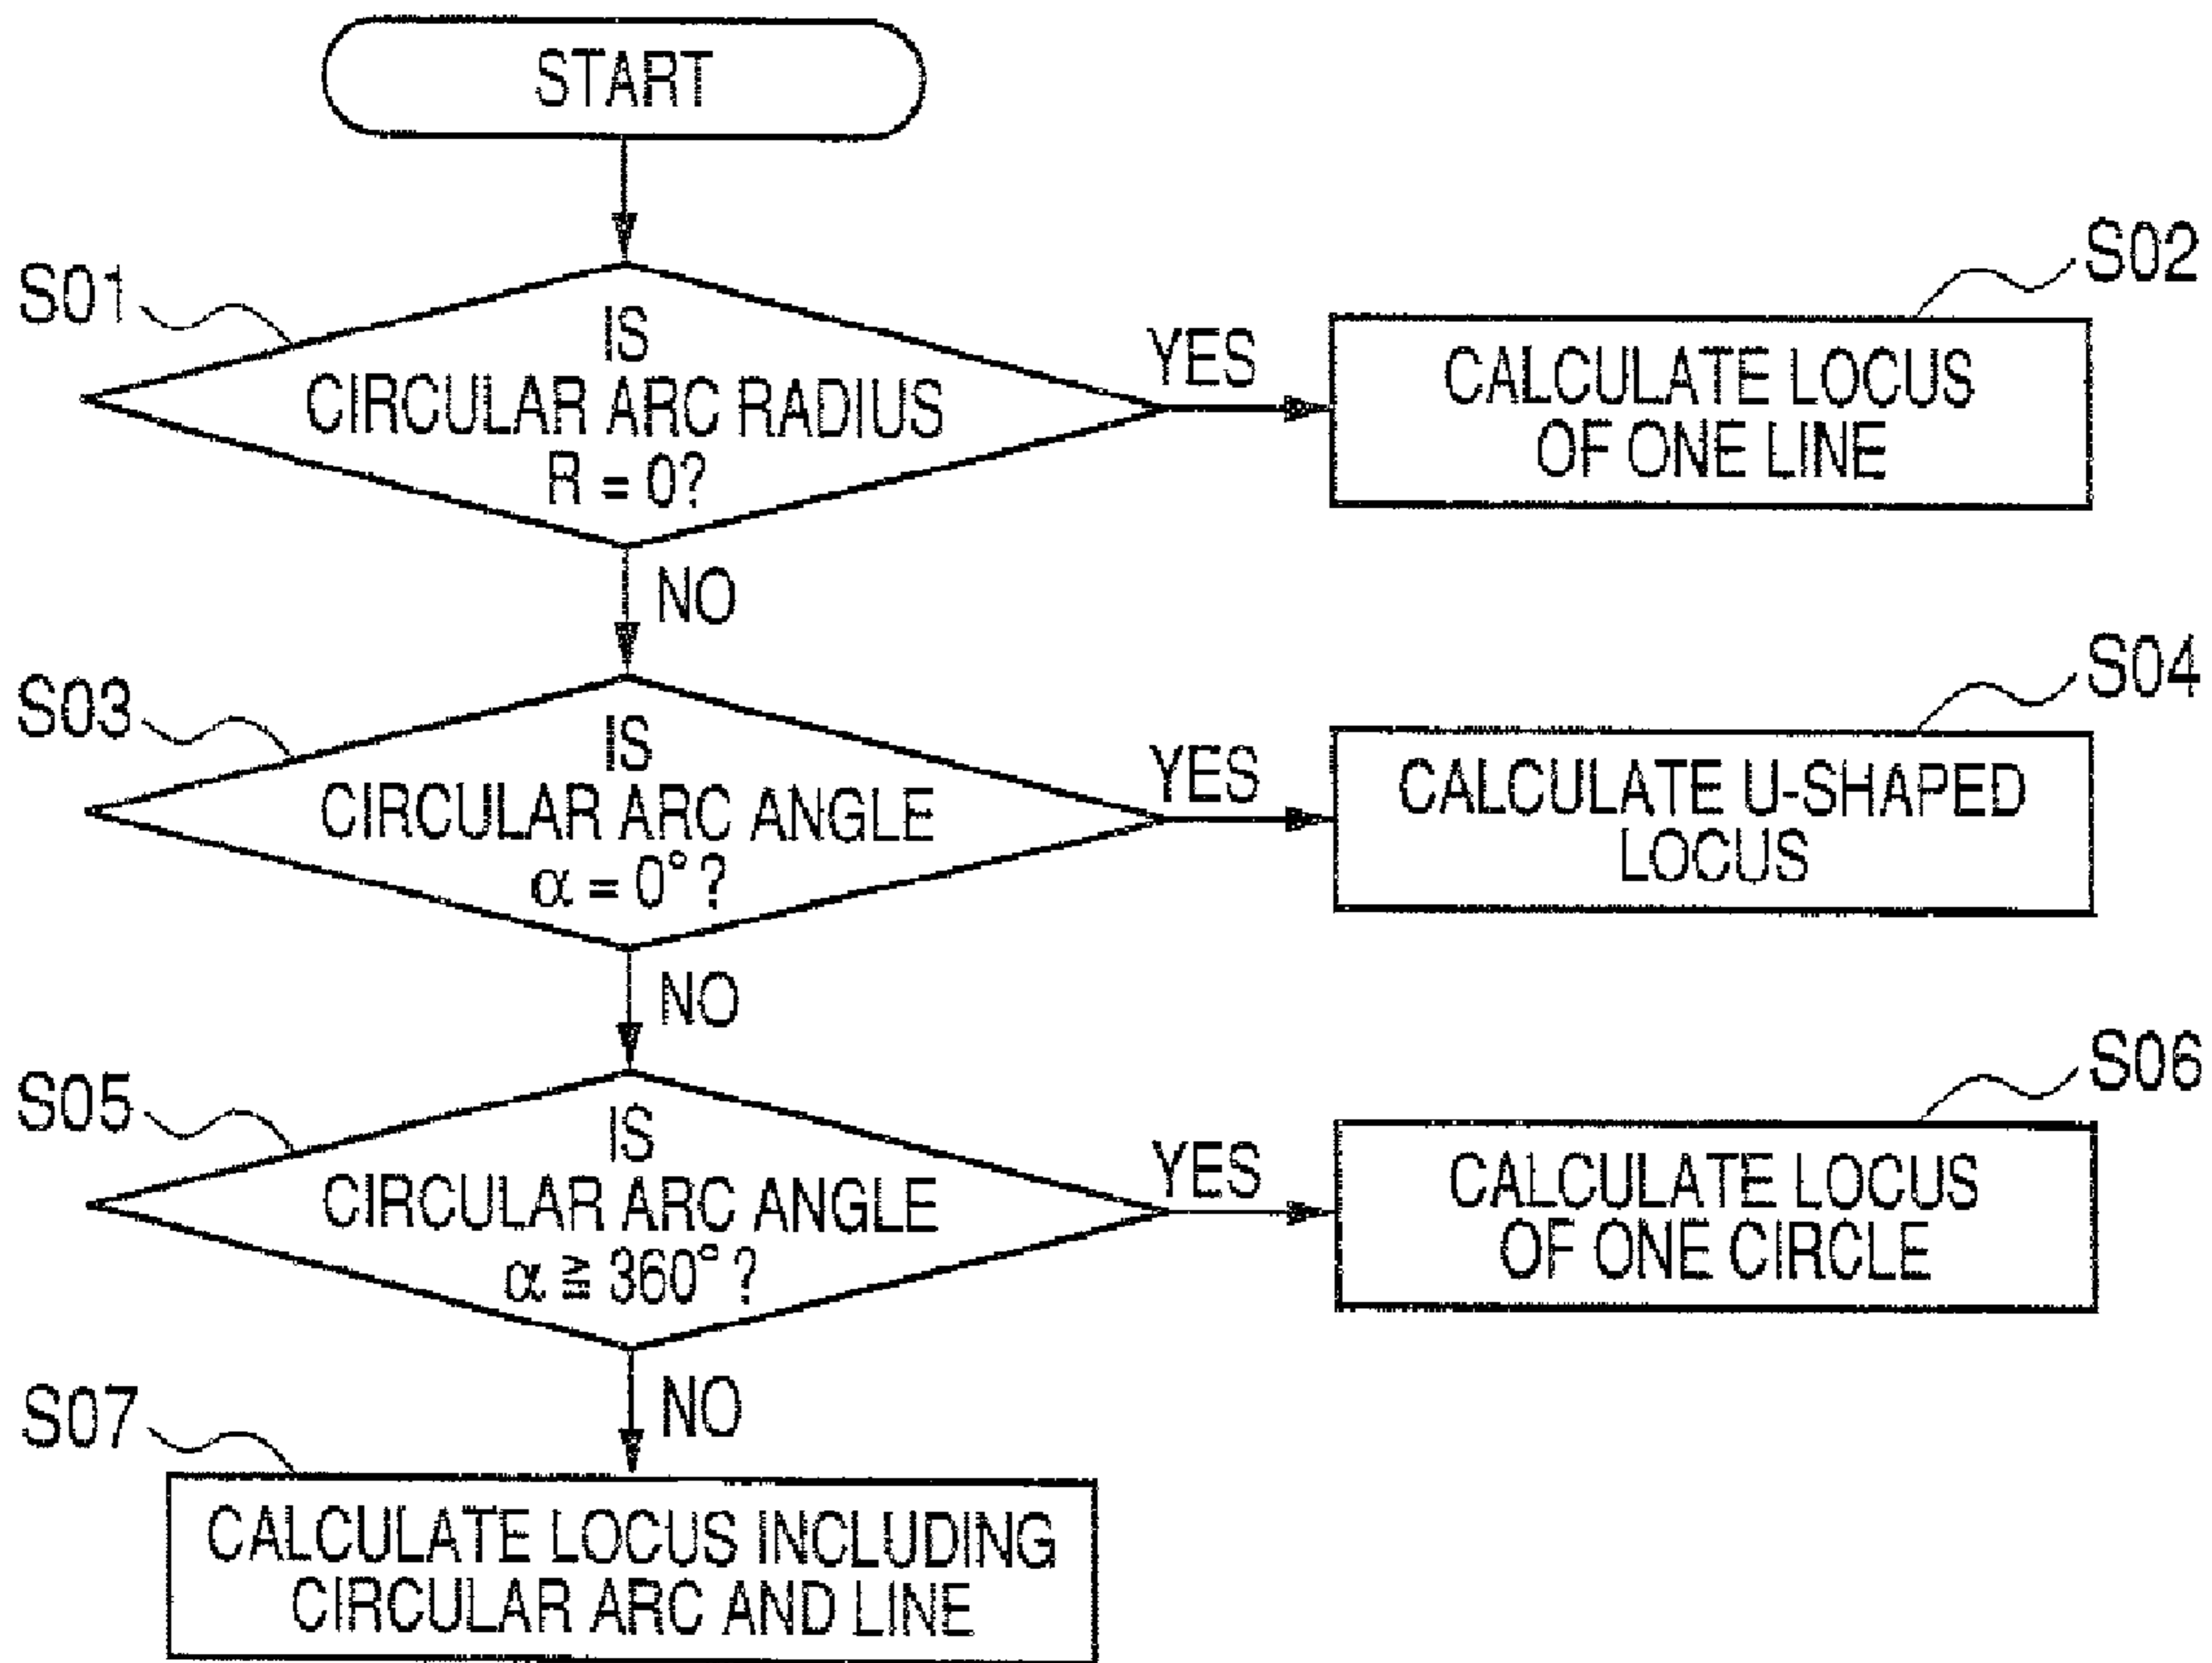 START
S01
IS
CIRCULAR ARC RADIUS
R = 0?
YES
S02
CALCULATE LOCUS
OF ONE LINE
NO
S03
IS
CIRCULAR ARC ANGLE
α = 0° ?
YES
S04
CALCULATE U-SHAPED
LOCUS
NO
S05
IS
CIRCULAR ARC ANGLE
α ≧ 360° ?
YES
S06
CALCULATE LOCUS
OF ONE CIRCLE
NO
S07
CALCULATE LOCUS INCLUDING
CIRCULAR ARC AND LINE